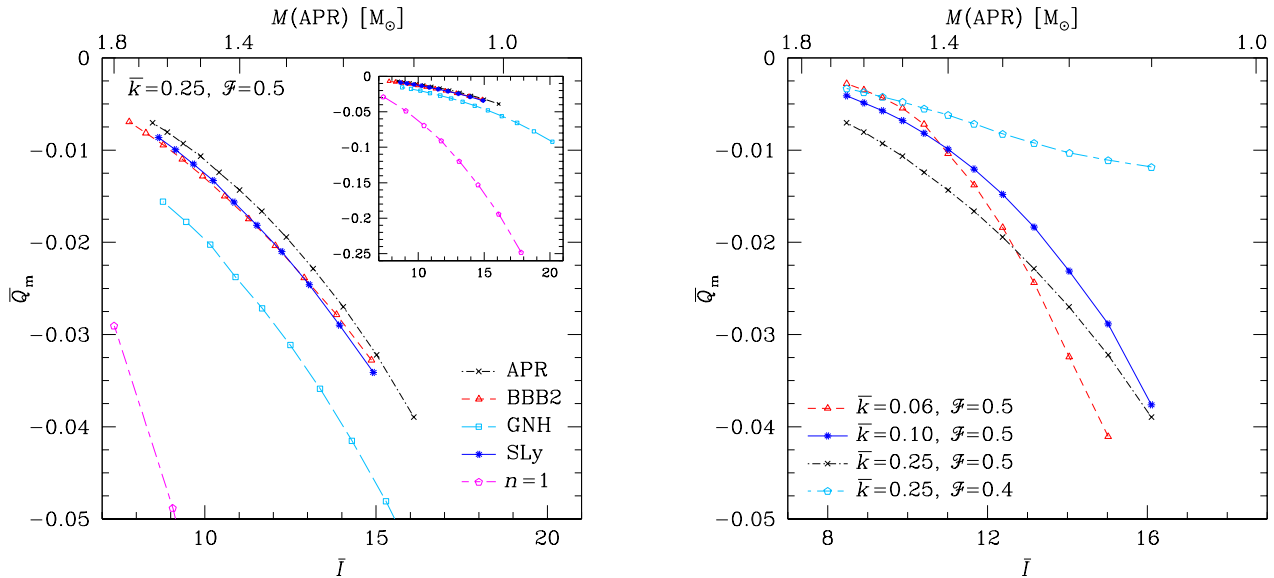 M(APR) [M⊙]
1.8 1.4 1.0
k̅=0.25, ℱ=0.5
0
−0.01
−0.02
−0.03
−0.04
−0.05
Q̅m
0
−0.05
−0.1
−0.15
−0.2
−0.25
10 15 20
APR
BBB2
GNH
SLy
n=1
10 15 20
I̅
M(APR) [M⊙]
1.8 1.4 1.0
0
−0.01
−0.02
−0.03
−0.04
−0.05
Q̅m
k̅=0.06, ℱ=0.5
k̅=0.10, ℱ=0.5
k̅=0.25, ℱ=0.5
k̅=0.25, ℱ=0.4
8 12 16
I̅